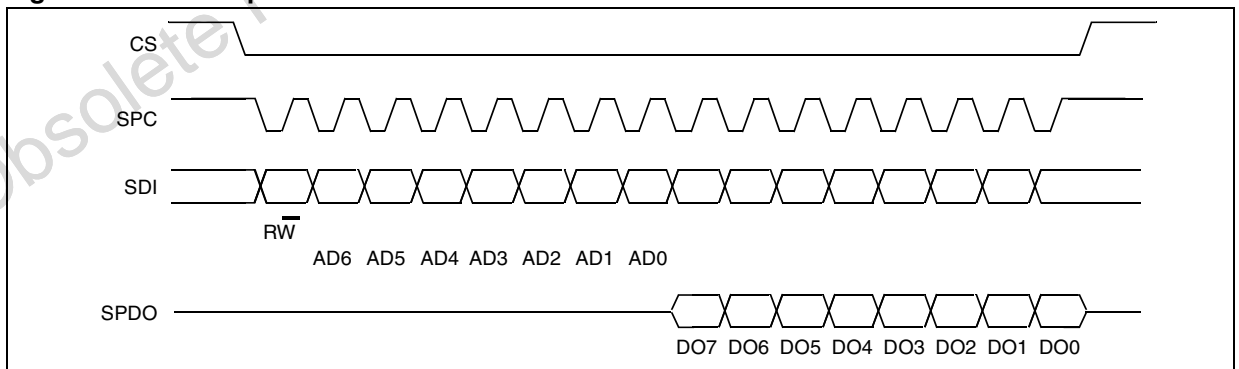 CS
SPC
SDI
RW
AD6 AD5 AD4 AD3 AD2 AD1 AD0
SPDO
DO7 DO6 DO5 DO4 DO3 DO2 DO1 DO0